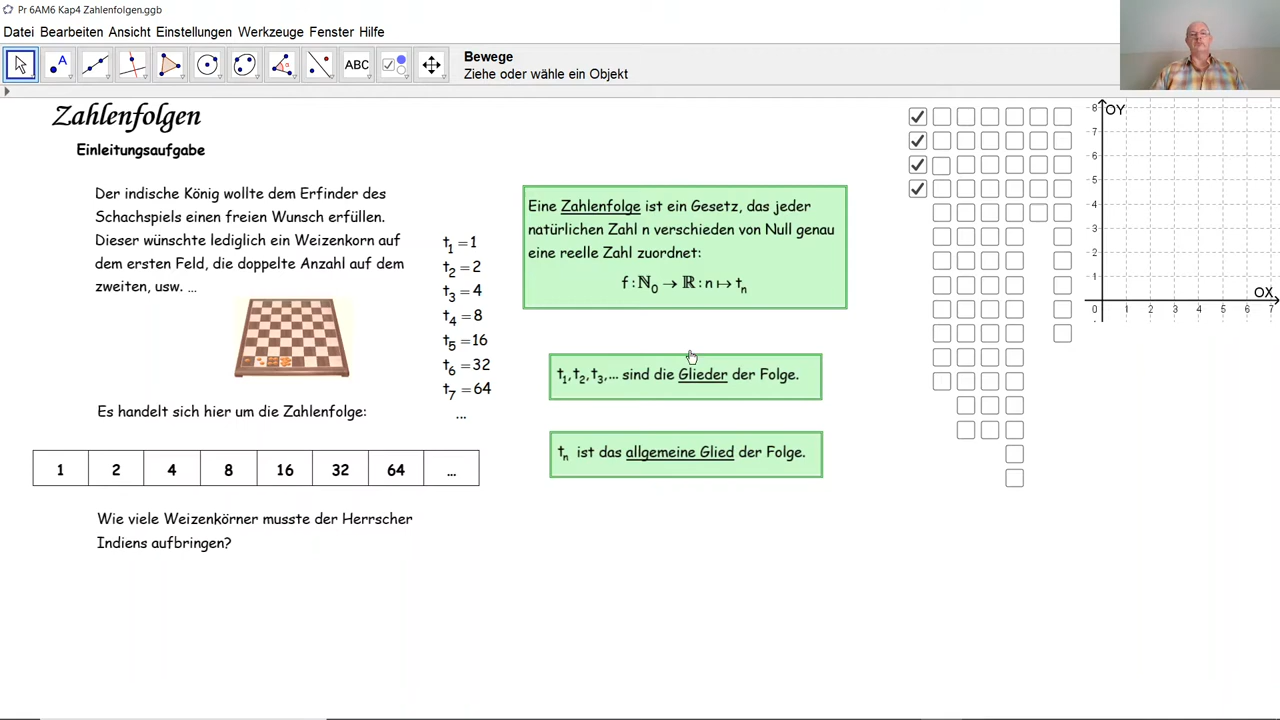 Pr 6AM6 Kap4 Zahlenfolgen.ggb
Datei Bearbeiten Ansicht Einstellungen Werkzeuge Fenster Hilfe
A
ABC
Bewege
Ziehe oder wähle ein Objekt
Zahlenfolgen
Einleitungsaufgabe
Der indische König wollte dem Erfinder des
Schachspiels einen freien Wunsch erfüllen.
Dieser wünschte lediglich ein Weizenkorn auf
dem ersten Feld, die doppelte Anzahl auf dem
zweiten, usw. ...
t₁ = 1
t₂ = 2
t₃ = 4
t₄ = 8
t₅ = 16
t₆ = 32
t₇ = 64
...
Es handelt sich hier um die Zahlenfolge:
1 2 4 8 16 32 64 ...
Wie viele Weizenkörner musste der Herrscher
Indiens aufbringen?
Eine Zahlenfolge ist ein Gesetz, das jeder
natürlichen Zahl n verschieden von Null genau
eine reelle Zahl zuordnet:
f : ℕ₀ → ℝ : n ↦ tₙ
t₁, t₂, t₃, ... sind die Glieder der Folge.
tₙ ist das allgemeine Glied der Folge.
OY
8
7
6
5
4
3
2
1
OX
0 1 2 3 4 5 6 7